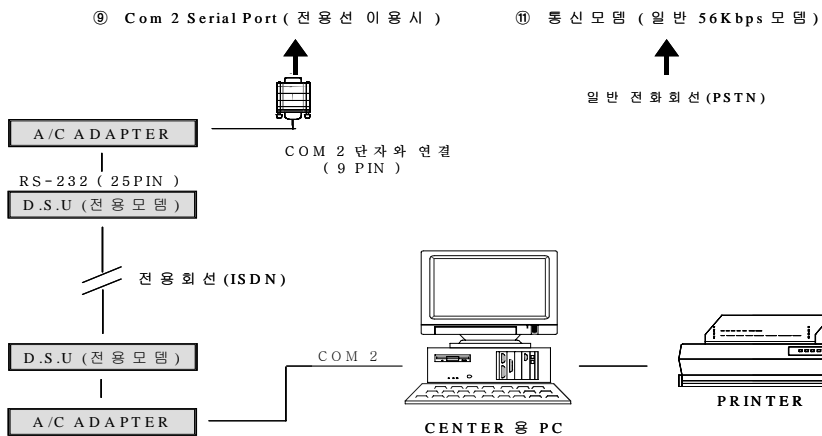 ⑨ Com 2 Serial Port ( 전용선 이용시 )
⑪ 통신모뎀 ( 일반 56Kbps 모뎀 )
일반 전화회선(PSTN)
A/C ADAPTER
COM 2 단자와 연결
( 9 PIN )
RS-232 ( 25PIN )
D.S.U (전용모뎀)
전용회선(ISDN)
D.S.U (전용모뎀)
COM 2
A/C ADAPTER
CENTER 용 PC
PRINTER